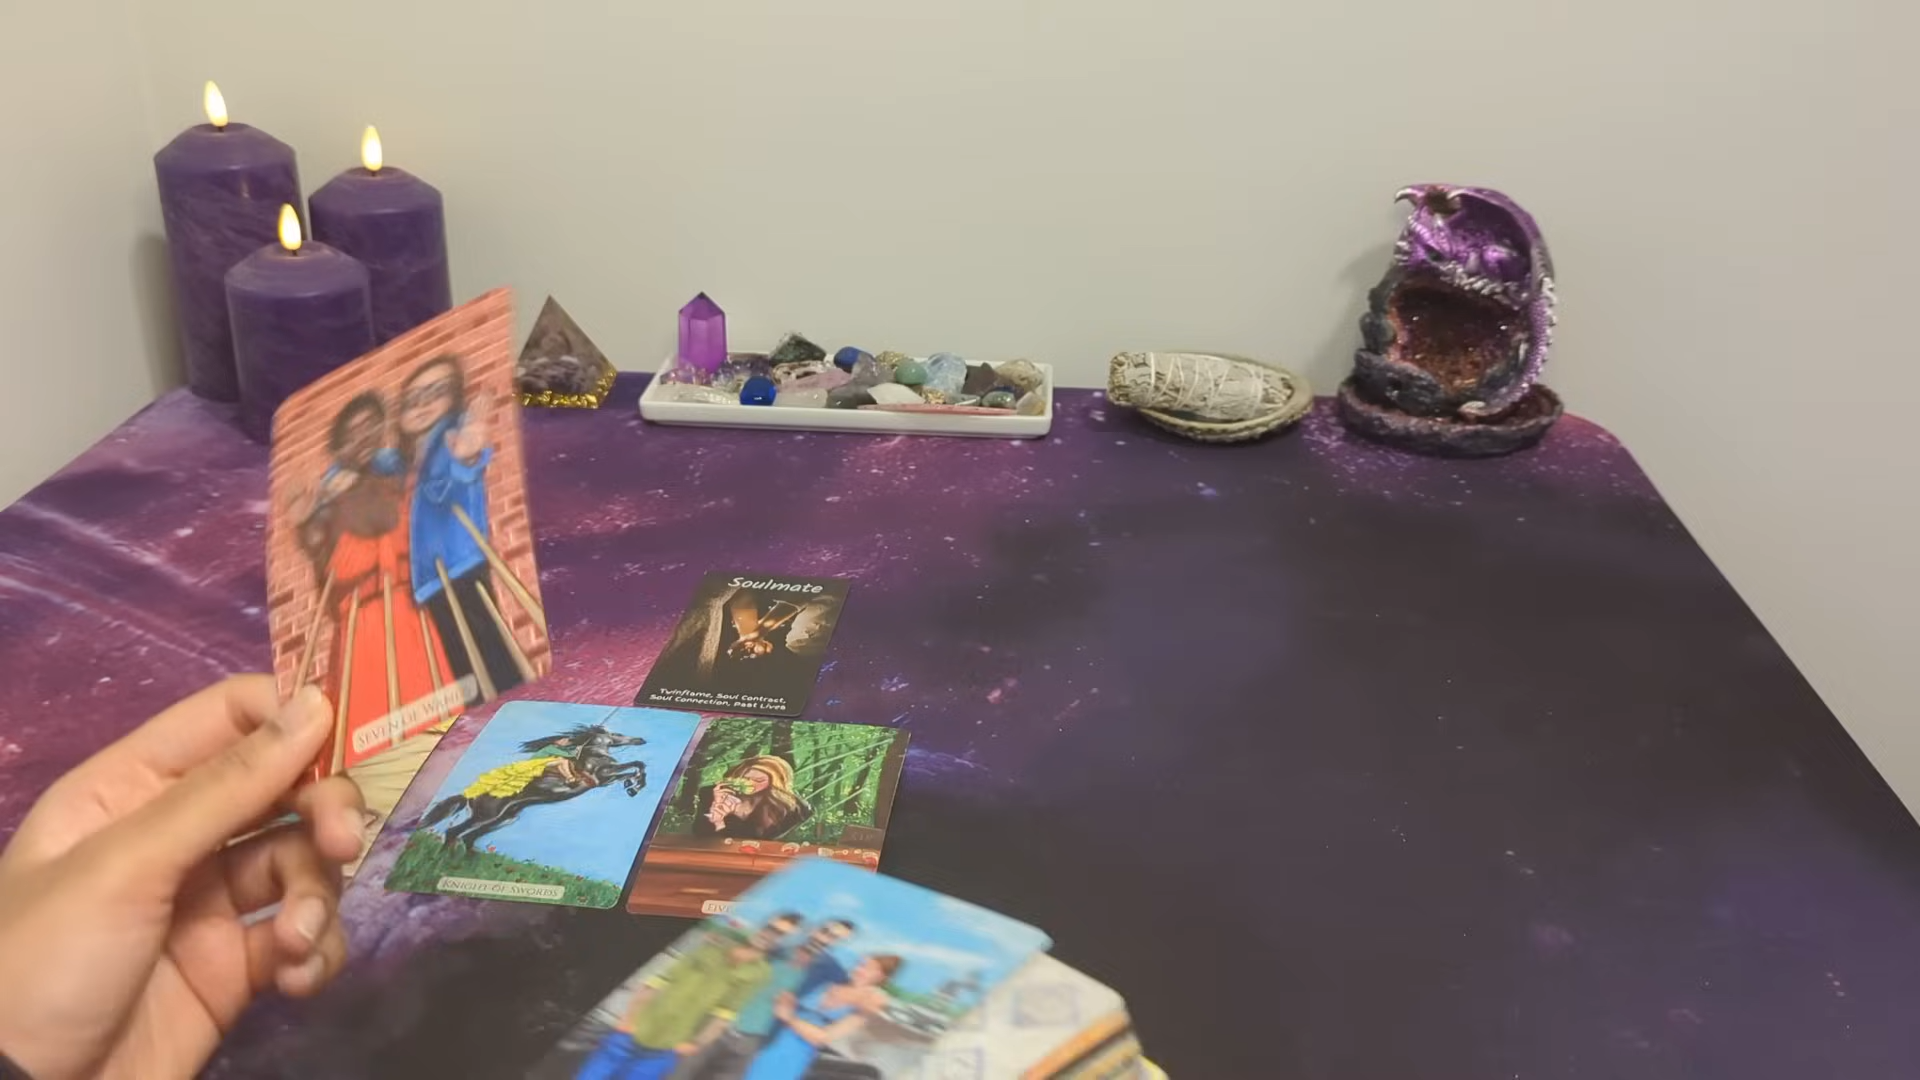 Soulmate
Twinflame, Soul Contract,
Soul Connection, Past Lives
SEVEN OF WANDS
KNIGHT OF SWORDS
FIVE